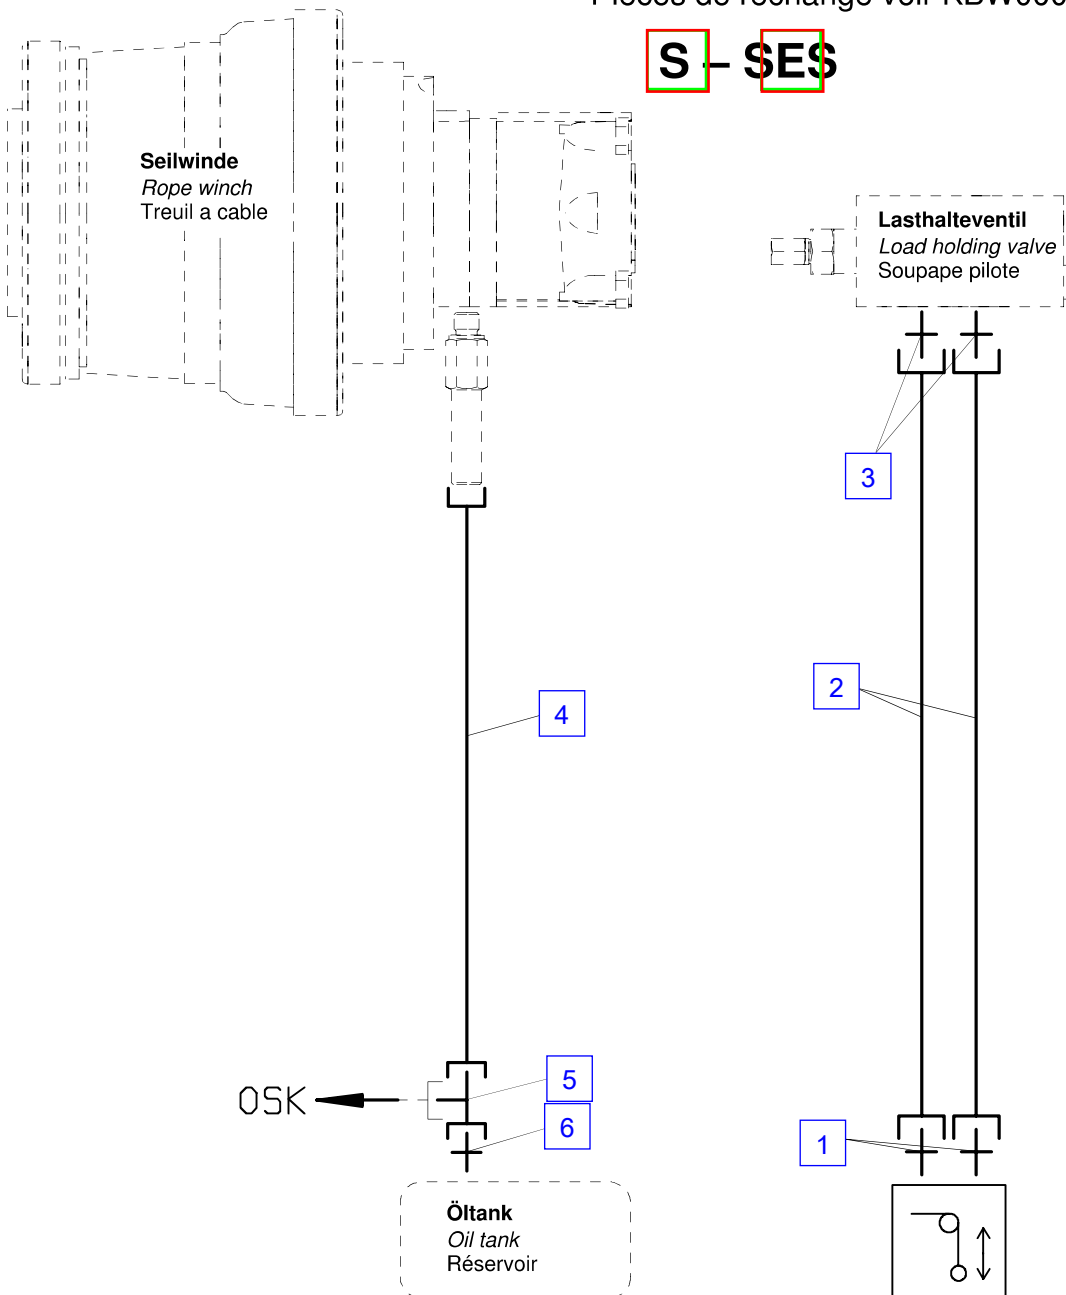 S – SES
Seilwinde
Rope winch
Treuil a cable
Lasthalteventil
Load holding valve
Soupape pilote
3
2
4
5
OSK
6
1
Öltank
Oil tank
Réservoir